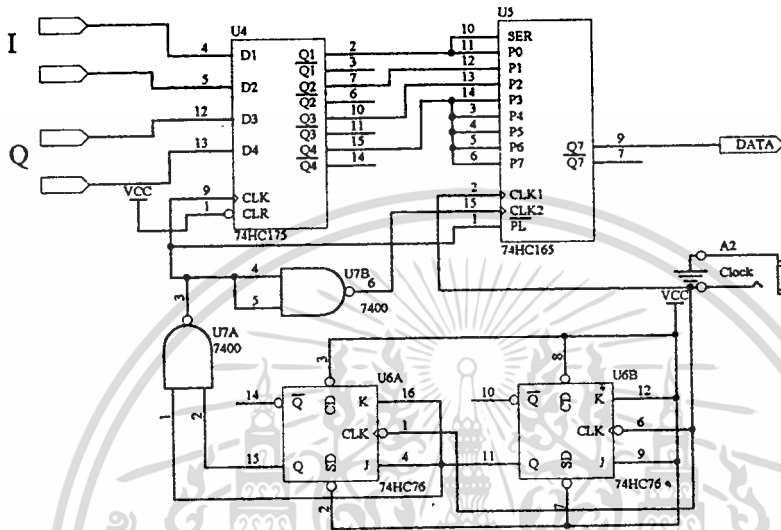 I
Q
U4
4 D1 Q1 2
Q1 3
5 D2 Q2 7
Q2 6
12 D3 Q3 10
Q3 11
13 D4 Q4 15
Q4 14
VCC
9 CLK
1 CLR
74HC175
U5
10 SER
11 P0
12 P1
13 P2
14 P3
3 P4
4 P5
5 P6
6 P7
Q7 9 DATA
Q7 7
2 CLK1
15 CLK2
1 PL
74HC165
A2
Clock
VCC
4
5
U7B
6
7400
3
U7A
7400
1
2
U6A
3
14 Q CD K 16
CLK 1
15 Q SD J 4
2
74HC76
U6B
8
10 Q CD K 12
CLK 6
11 Q SD J 9
7
74HC76